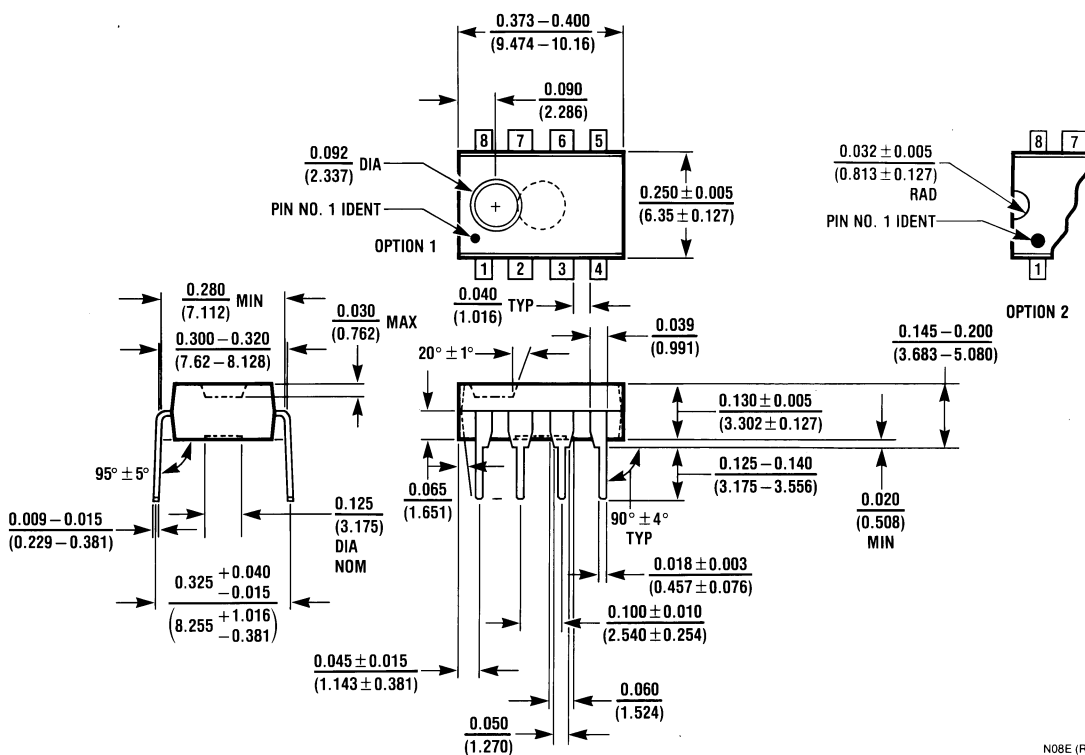 0.373 – 0.400
(9.474 – 10.16)
0.090
(2.286)
8 7 6 5
0.092 DIA
(2.337)
PIN NO. 1 IDENT
OPTION 1
0.250 ± 0.005
(6.35 ± 0.127)
1 2 3 4
8 7
0.032 ± 0.005
(0.813 ± 0.127)
RAD
PIN NO. 1 IDENT
1
OPTION 2
0.280 MIN
(7.112)
0.300 – 0.320
(7.62 – 8.128)
0.030 MAX
(0.762)
0.040 TYP
(1.016)
0.039
(0.991)
0.145 – 0.200
(3.683 – 5.080)
20° ± 1°
0.130 ± 0.005
(3.302 ± 0.127)
0.125 – 0.140
(3.175 – 3.556)
0.020
(0.508)
MIN
95° ± 5°
0.065
(1.651)
90° ± 4°
TYP
0.009 – 0.015
(0.229 – 0.381)
0.125
(3.175)
DIA
NOM
0.018 ± 0.003
(0.457 ± 0.076)
0.325 +0.040
–0.015
(8.255 +1.016
–0.381)
0.100 ± 0.010
(2.540 ± 0.254)
0.045 ± 0.015
(1.143 ± 0.381)
0.060
(1.524)
0.050
(1.270)
N08E (R